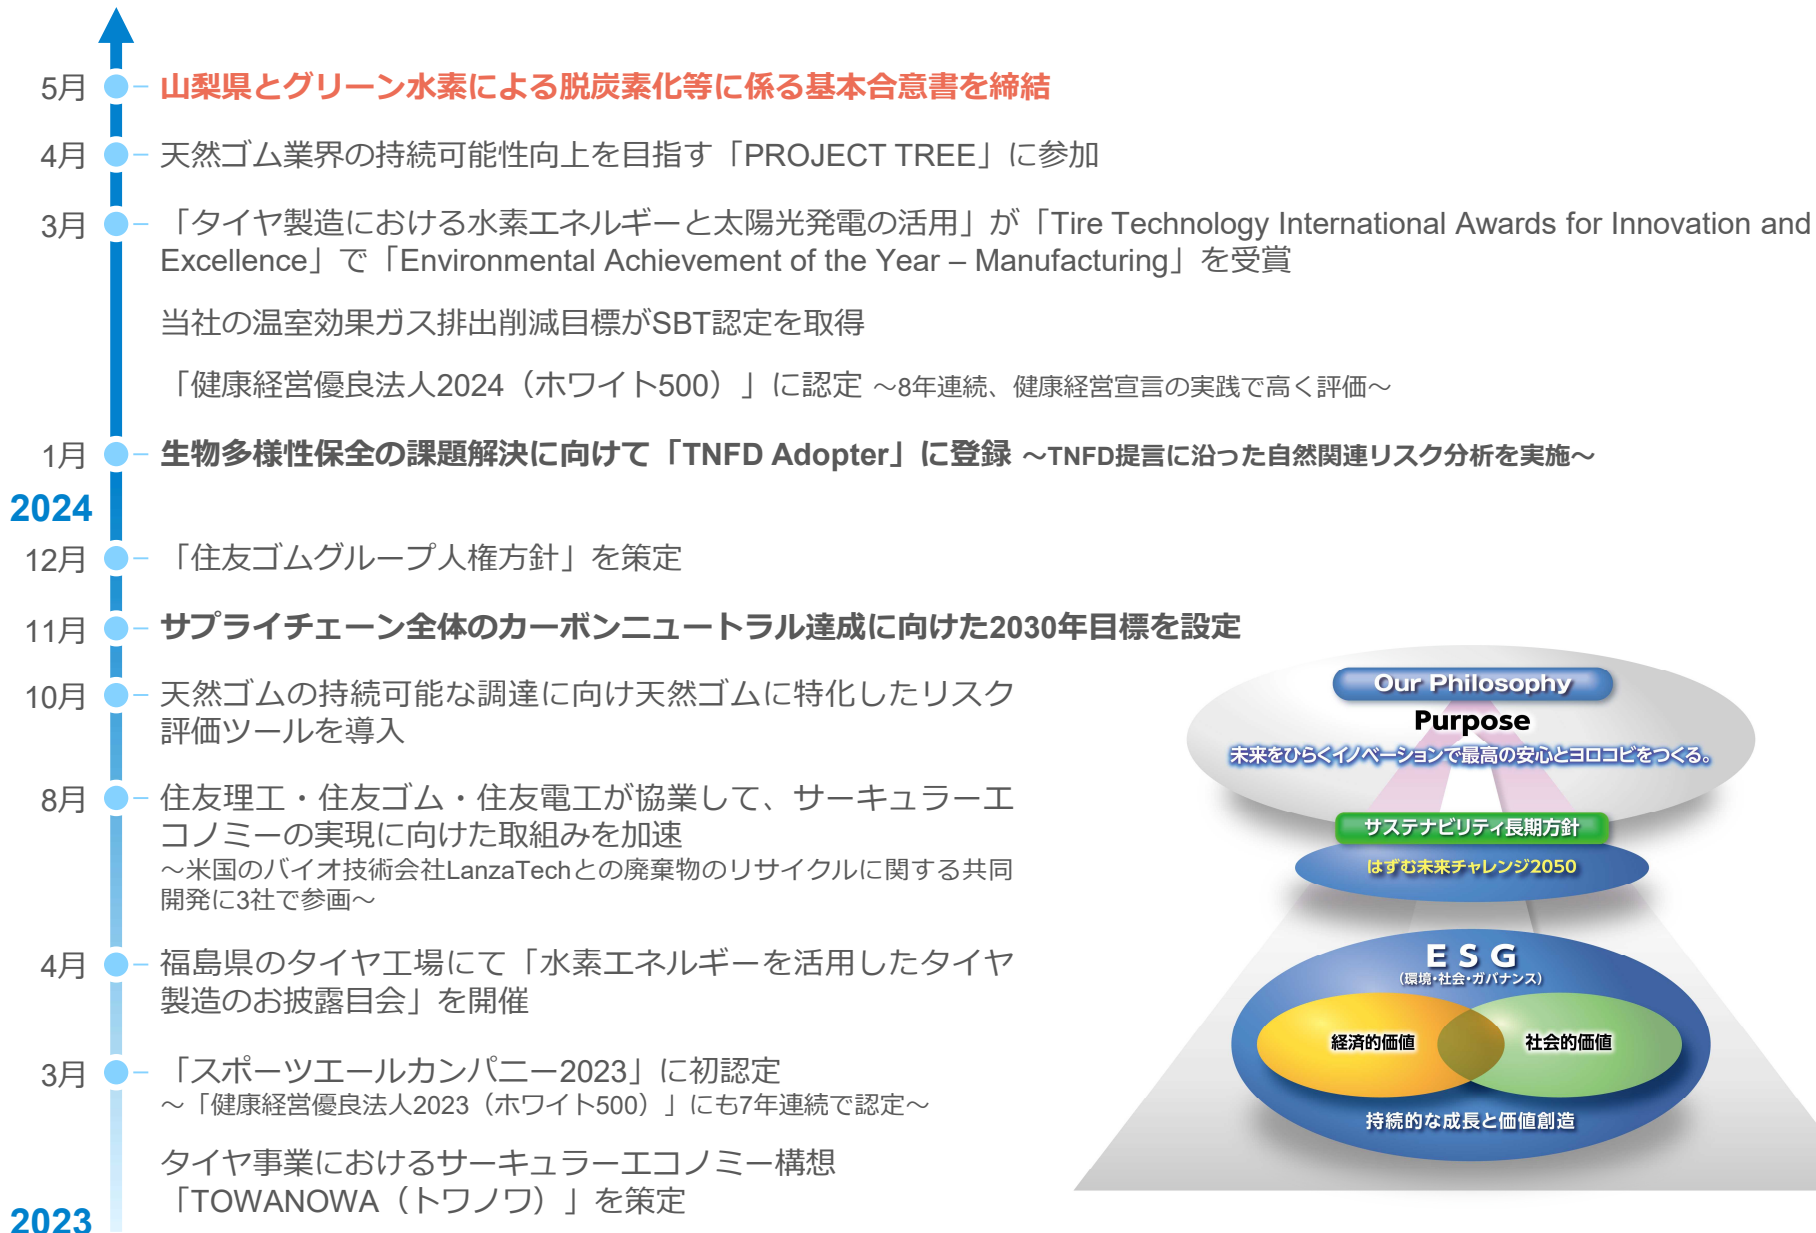 5月
山梨県とグリーン水素による脱炭素化等に係る基本合意書を締結
4月
天然ゴム業界の持続可能性向上を目指す「PROJECT TREE」に参加
3月
「タイヤ製造における水素エネルギーと太陽光発電の活用」が「Tire Technology International Awards for Innovation and
Excellence」で「Environmental Achievement of the Year – Manufacturing」を受賞
当社の温室効果ガス排出削減目標がSBT認定を取得
「健康経営優良法人2024（ホワイト500）」に認定 ～8年連続、健康経営宣言の実践で高く評価～
1月
生物多様性保全の課題解決に向けて「TNFD Adopter」に登録 ～TNFD提言に沿った自然関連リスク分析を実施～
2024
12月
「住友ゴムグループ人権方針」を策定
11月
サプライチェーン全体のカーボンニュートラル達成に向けた2030年目標を設定
10月
天然ゴムの持続可能な調達に向け天然ゴムに特化したリスク
評価ツールを導入
8月
住友理工・住友ゴム・住友電工が協業して、サーキュラーエ
コノミーの実現に向けた取組みを加速
～米国のバイオ技術会社LanzaTechとの廃棄物のリサイクルに関する共同
開発に3社で参画～
4月
福島県のタイヤ工場にて「水素エネルギーを活用したタイヤ
製造のお披露目会」を開催
3月
「スポーツエールカンパニー2023」に初認定
～「健康経営優良法人2023（ホワイト500）」にも7年連続で認定～
タイヤ事業におけるサーキュラーエコノミー構想
「TOWANOWA（トワノワ）」を策定
2023
Our Philosophy
Purpose
未来をひらくイノベーションで最高の安心とヨロコビをつくる。
サステナビリティ長期方針
はずむ未来チャレンジ2050
ESG
(環境・社会・ガバナンス)
経済的価値
社会的価値
持続的な成長と価値創造